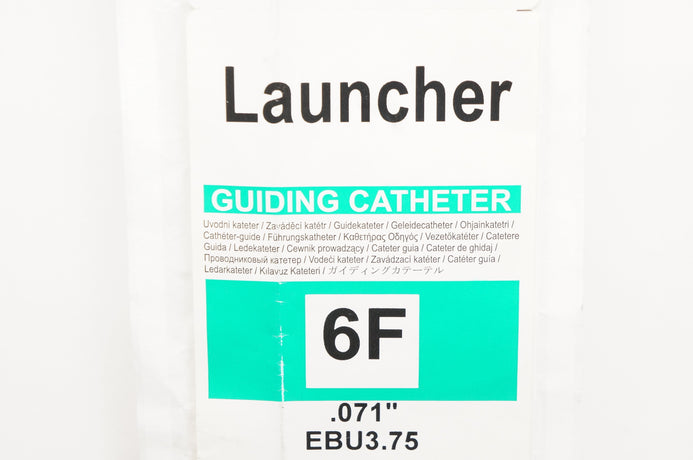 Launcher
GUIDING CATHETER
Uvodni kateter / Zaváděcí katétr / Guidekateter / Geleidecatheter / Ohjainkatetri /
Cathéter-guide / Führungskatheter / Καθετήρας Οδηγός / Vezetőkatéter / Catetere
Guida / Ledekateter / Cewnik prowadzący / Cateter guia / Cateter de ghidaj /
Проводниковый катетер / Vodeći kateter / Zavádzací katéter / Catéter guía /
Ledarkateter / Kılavuz Kateteri / ガイディングカテーテル
6F
.071"
EBU3.75